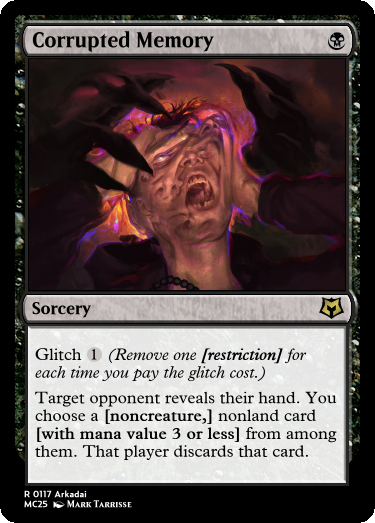 Corrupted Memory
Sorcery
Glitch 1 (Remove one [restriction] for
each time you pay the glitch cost.)
Target opponent reveals their hand. You
choose a [noncreature,] nonland card
[with mana value 3 or less] from among
them. That player discards that card.
R 0117 Arkadai
MC25 Mark Tarrisse